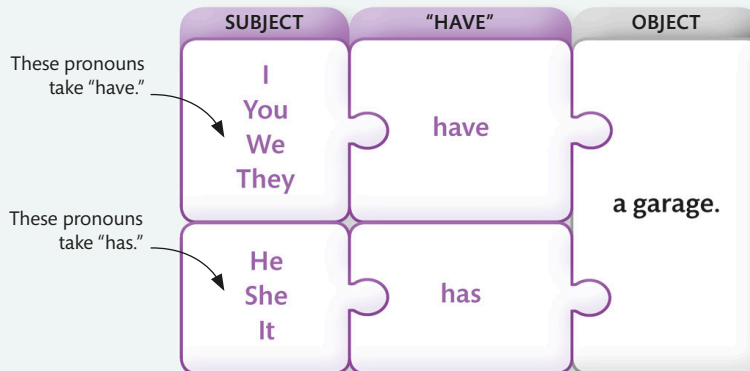 SUBJECT
“HAVE”
OBJECT
These pronouns
take “have.”
I
You
We
They
have
a garage.
These pronouns
take “has.”
He
She
It
has